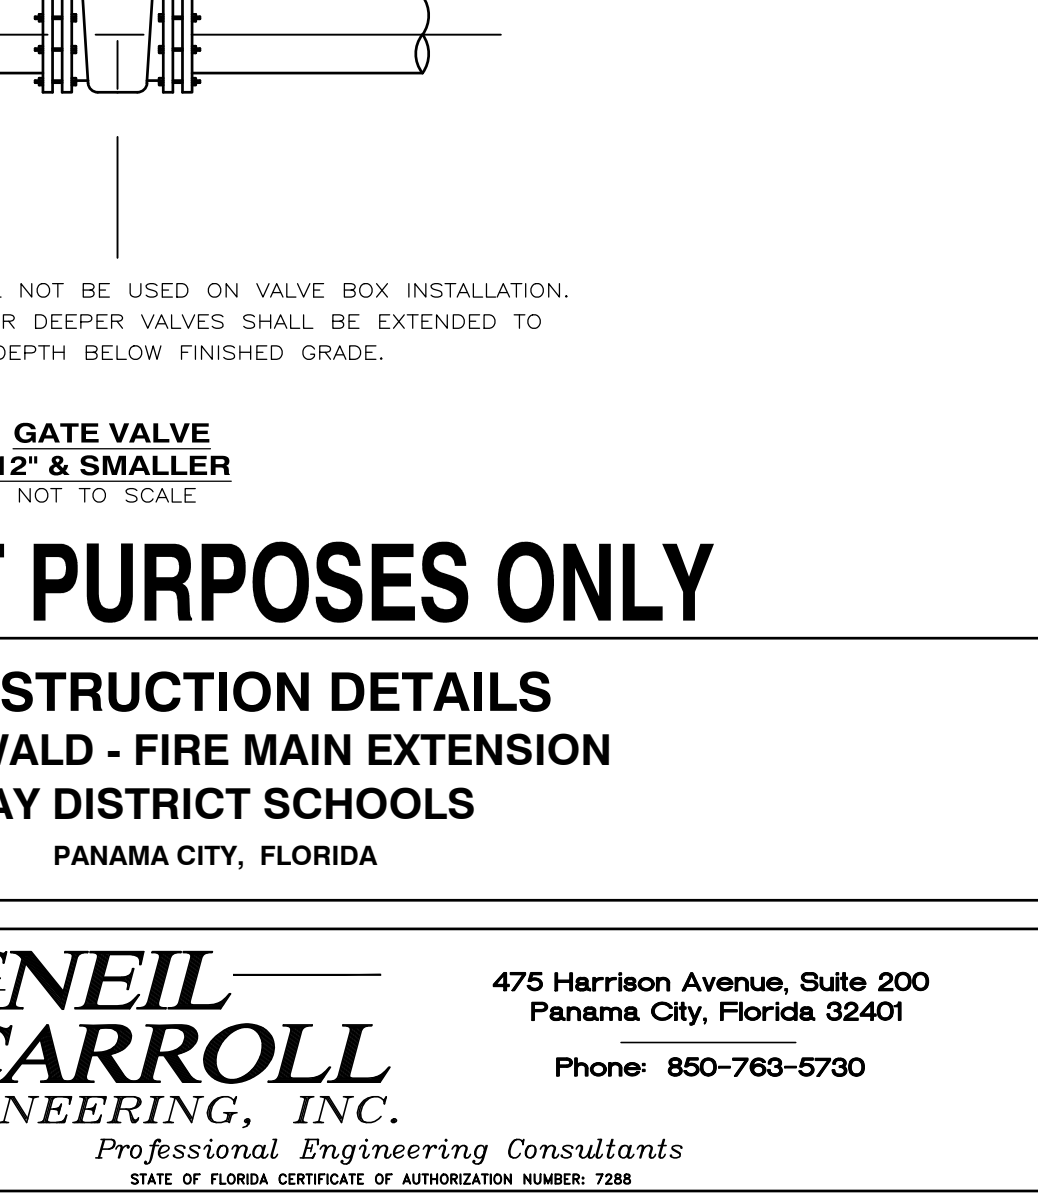 NOT BE USED ON VALVE BOX INSTALLATION.
R DEEPER VALVES SHALL BE EXTENDED TO
DEPTH BELOW FINISHED GRADE.
GATE VALVE
12" & SMALLER
NOT TO SCALE
PURPOSES ONLY
STRUCTION DETAILS
WALD - FIRE MAIN EXTENSION
AY DISTRICT SCHOOLS
PANAMA CITY, FLORIDA
NEIL
CARROLL
NEERING, INC.
Professional Engineering Consultants
STATE OF FLORIDA CERTIFICATE OF AUTHORIZATION NUMBER: 7288
475 Harrison Avenue, Suite 200
Panama City, Florida 32401
Phone: 850-763-5730